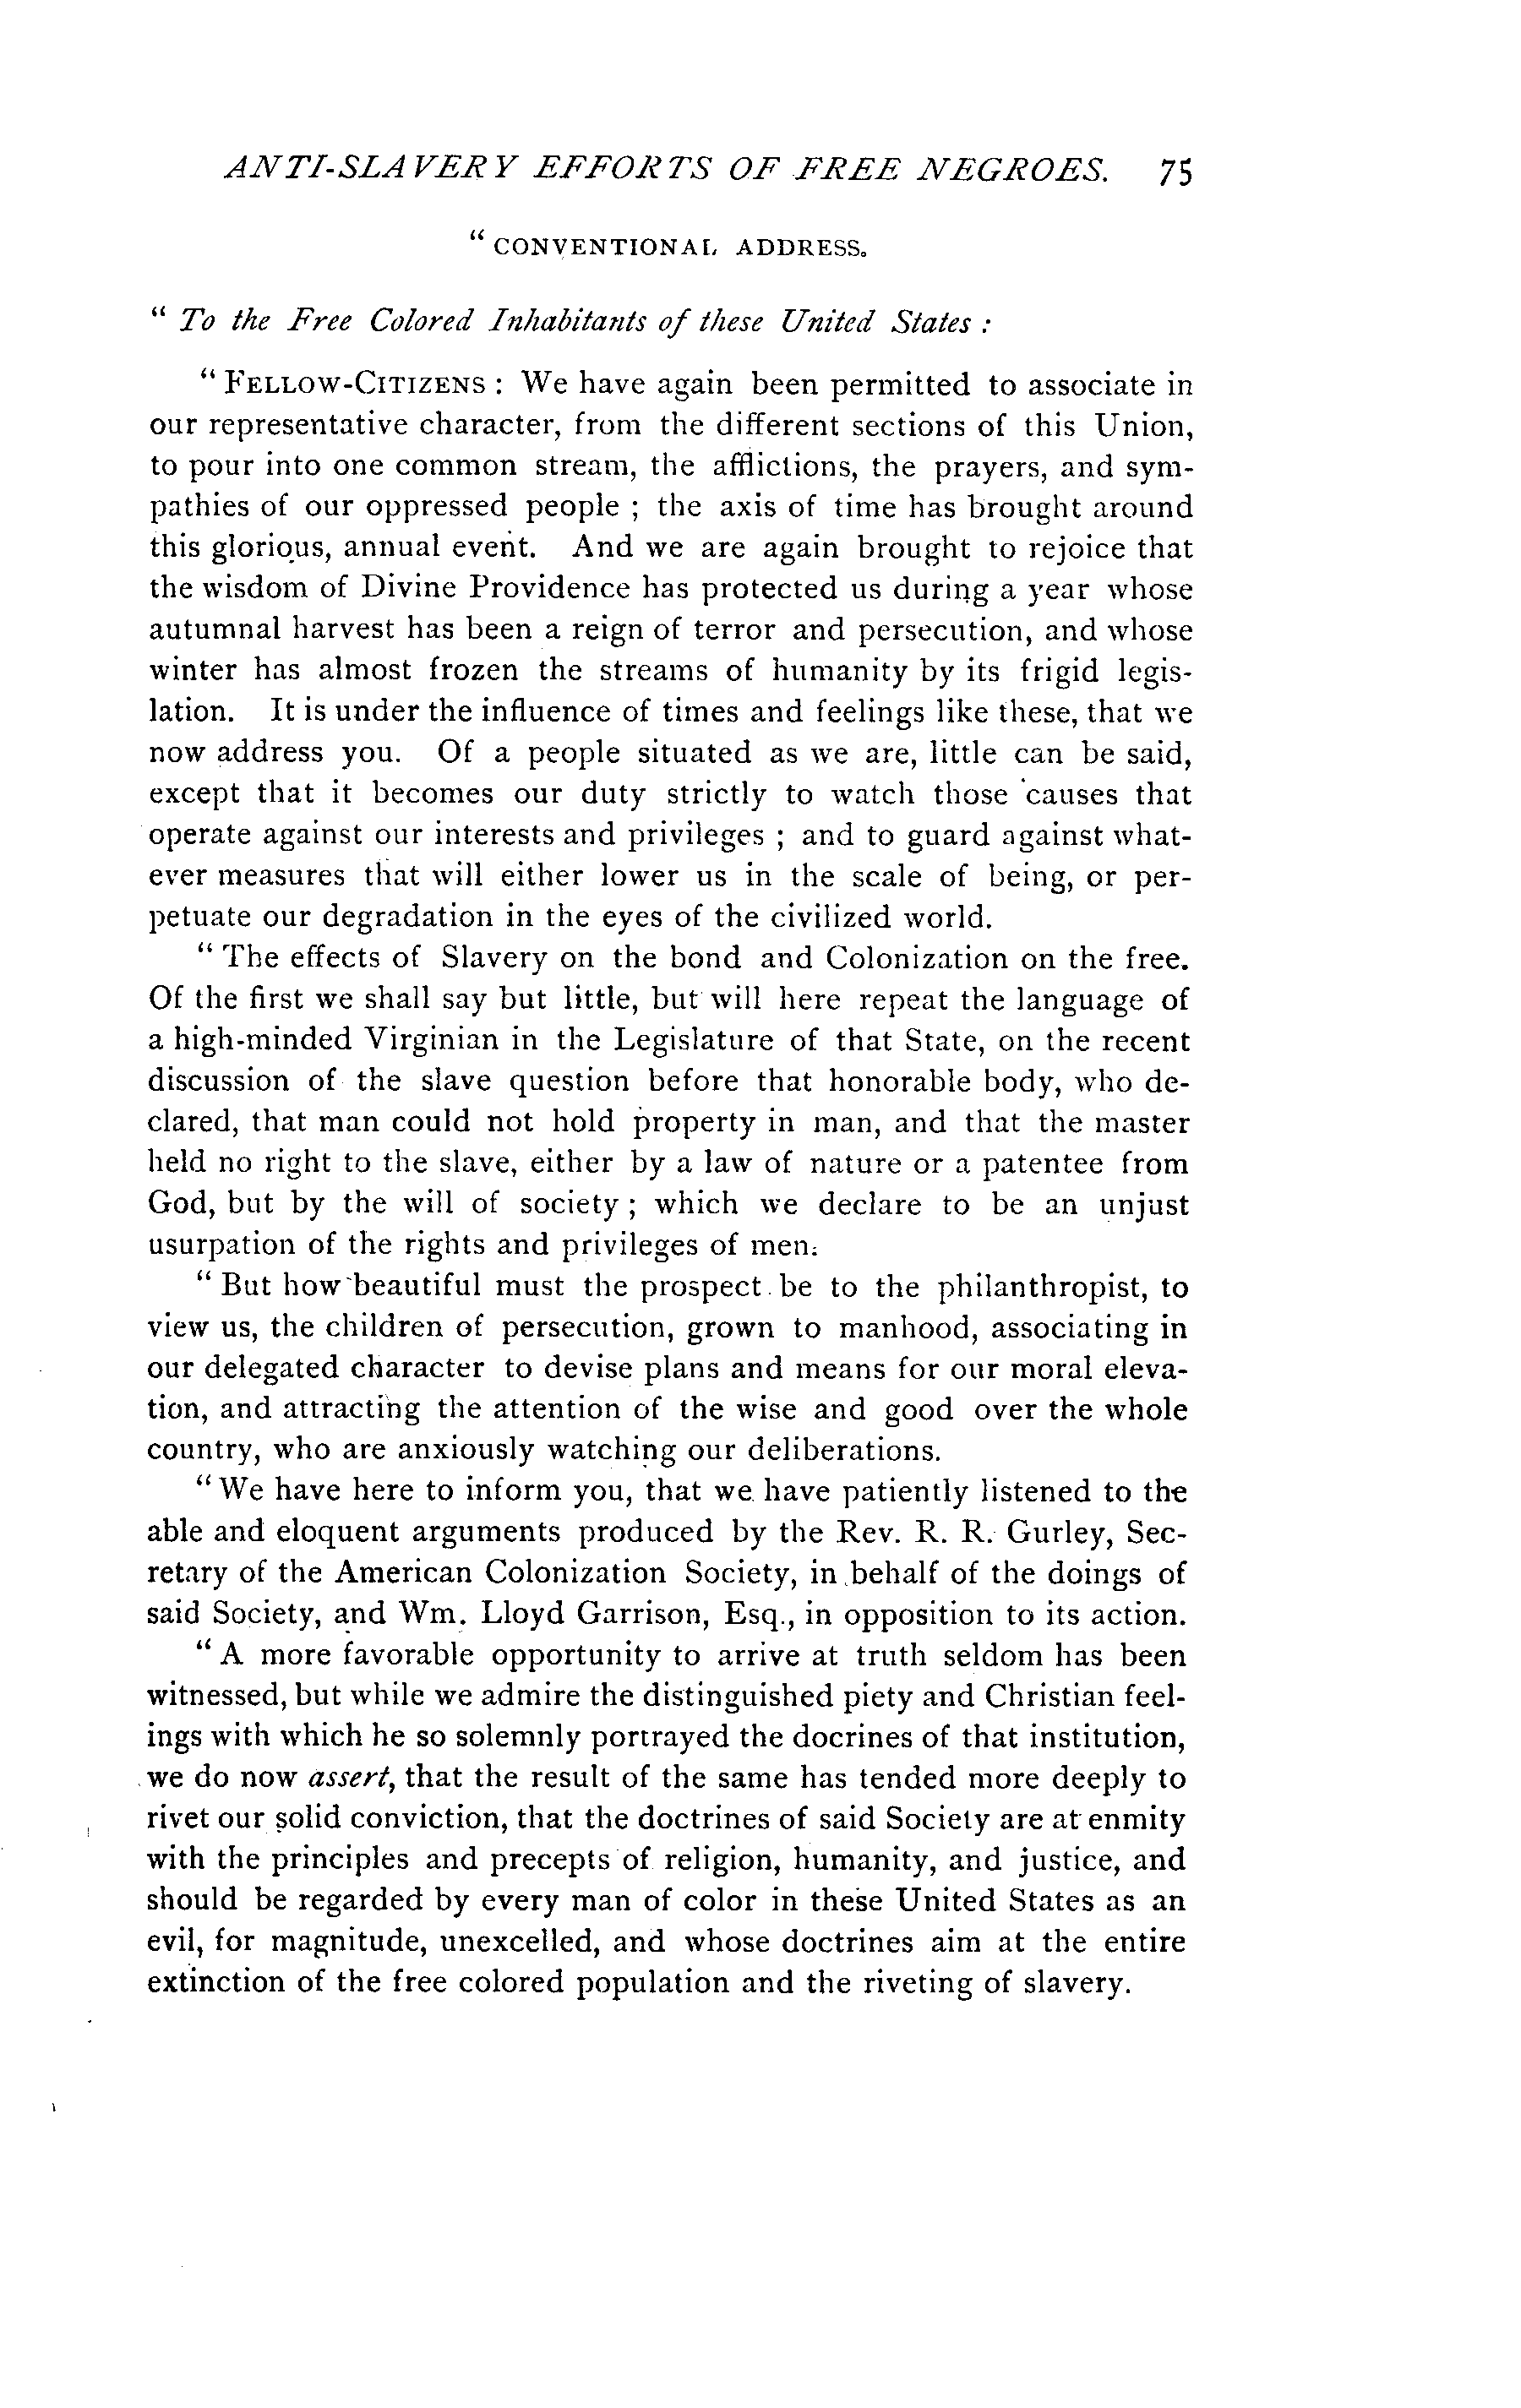 ANTI-SLAVERY EFFORTS OF FREE NEGROES. 75
“ CONVENTIONAL ADDRESS.
“ To the Free Colored Inhabitants of these United States :
“ FELLOW-CITIZENS : We have again been permitted to associate in
our representative character, from the different sections of this Union,
to pour into one common stream, the afflictions, the prayers, and sym-
pathies of our oppressed people ; the axis of time has brought around
this glorious, annual event. And we are again brought to rejoice that
the wisdom of Divine Providence has protected us during a year whose
autumnal harvest has been a reign of terror and persecution, and whose
winter has almost frozen the streams of humanity by its frigid legis-
lation. It is under the influence of times and feelings like these, that we
now address you. Of a people situated as we are, little can be said,
except that it becomes our duty strictly to watch those causes that
operate against our interests and privileges ; and to guard against what-
ever measures that will either lower us in the scale of being, or per-
petuate our degradation in the eyes of the civilized world.
“ The effects of Slavery on the bond and Colonization on the free.
Of the first we shall say but little, but will here repeat the language of
a high-minded Virginian in the Legislature of that State, on the recent
discussion of the slave question before that honorable body, who de-
clared, that man could not hold property in man, and that the master
held no right to the slave, either by a law of nature or a patentee from
God, but by the will of society ; which we declare to be an unjust
usurpation of the rights and privileges of men.
“ But how beautiful must the prospect be to the philanthropist, to
view us, the children of persecution, grown to manhood, associating in
our delegated character to devise plans and means for our moral eleva-
tion, and attracting the attention of the wise and good over the whole
country, who are anxiously watching our deliberations.
“ We have here to inform you, that we have patiently listened to the
able and eloquent arguments produced by the Rev. R. R. Gurley, Sec-
retary of the American Colonization Society, in behalf of the doings of
said Society, and Wm. Lloyd Garrison, Esq., in opposition to its action.
“ A more favorable opportunity to arrive at truth seldom has been
witnessed, but while we admire the distinguished piety and Christian feel-
ings with which he so solemnly portrayed the docrines of that institution,
we do now assert, that the result of the same has tended more deeply to
rivet our solid conviction, that the doctrines of said Society are at enmity
with the principles and precepts of religion, humanity, and justice, and
should be regarded by every man of color in these United States as an
evil, for magnitude, unexcelled, and whose doctrines aim at the entire
extinction of the free colored population and the riveting of slavery.